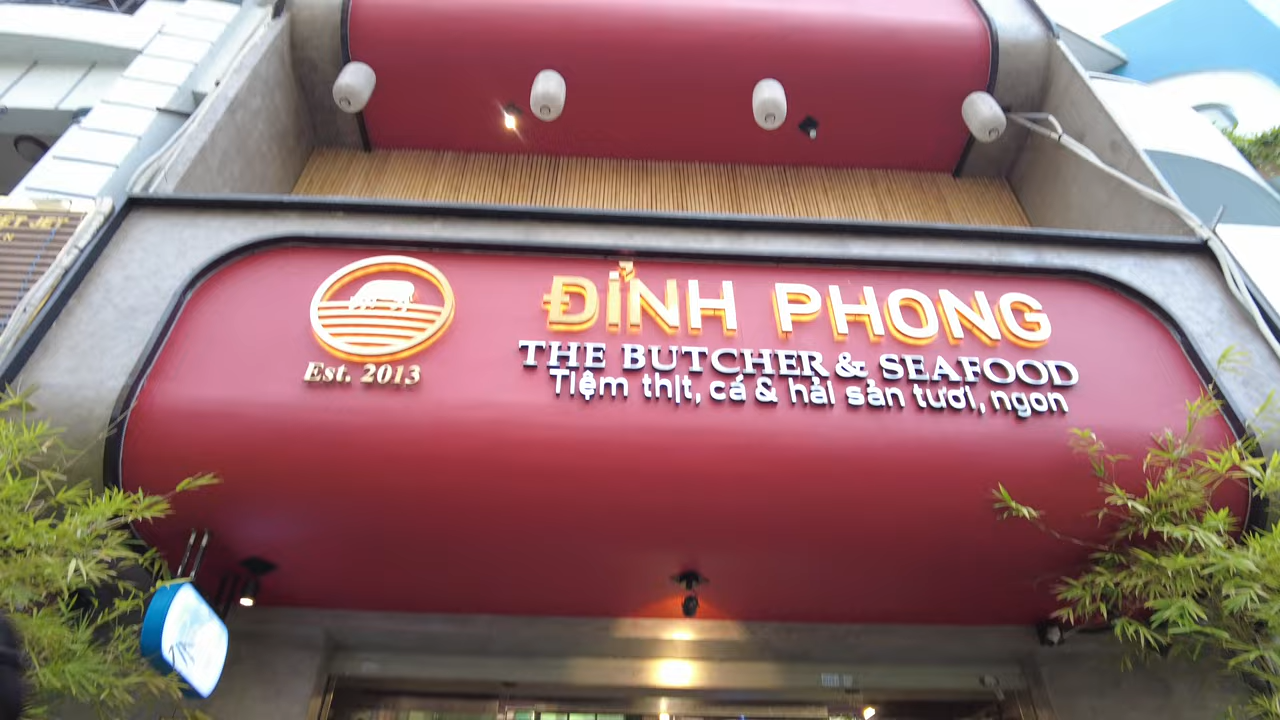 ĐỈNH PHONG
THE BUTCHER & SEAFOOD
Tiệm thịt, cá & hải sản tươi, ngon
Est. 2013